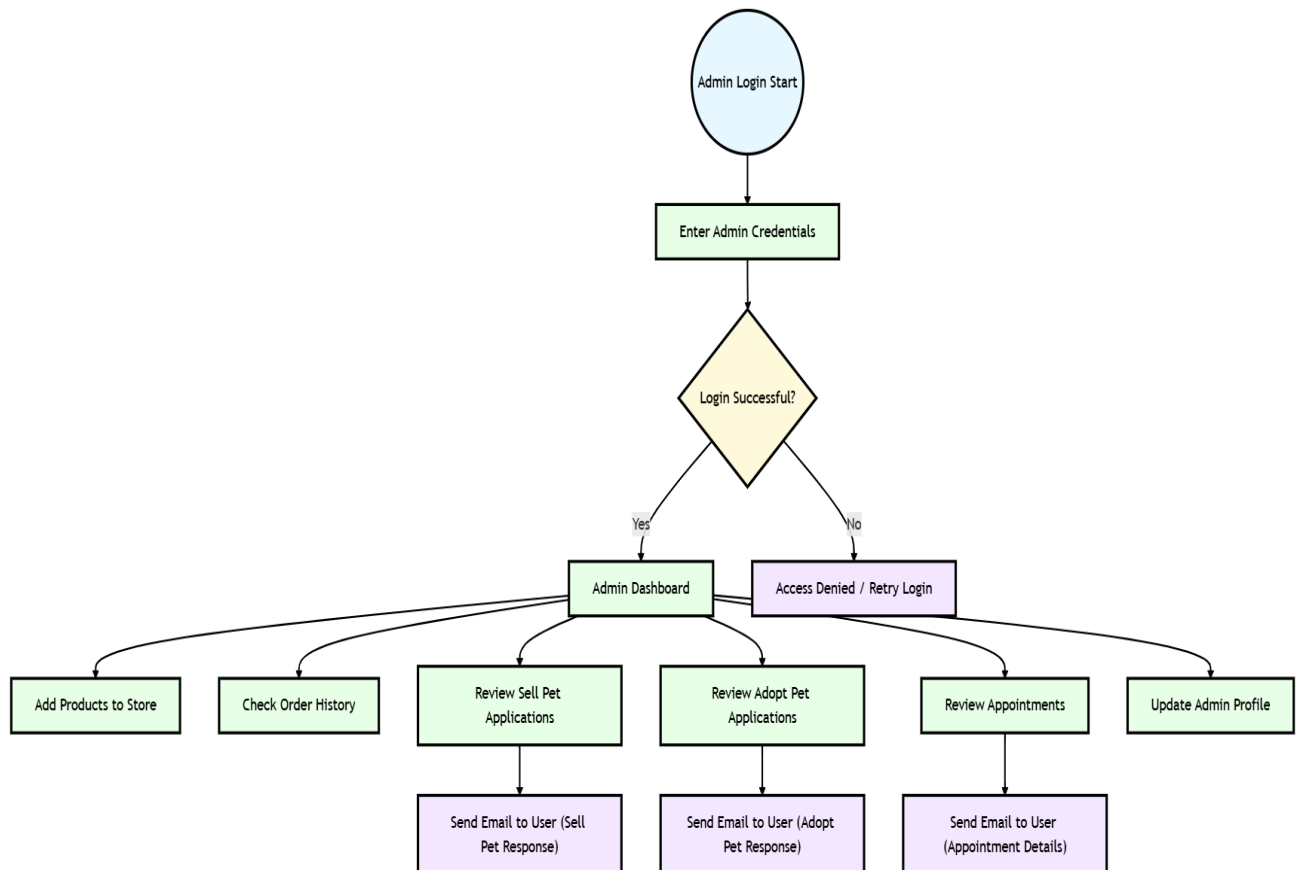 Admin Login Start
Enter Admin Credentials
Login Successful?
Yes
No
Admin Dashboard
Access Denied / Retry Login
Add Products to Store
Check Order History
Review Sell Pet
Applications
Review Adopt Pet
Applications
Review Appointments
Update Admin Profile
Send Email to User (Sell
Pet Response)
Send Email to User (Adopt
Pet Response)
Send Email to User
(Appointment Details)